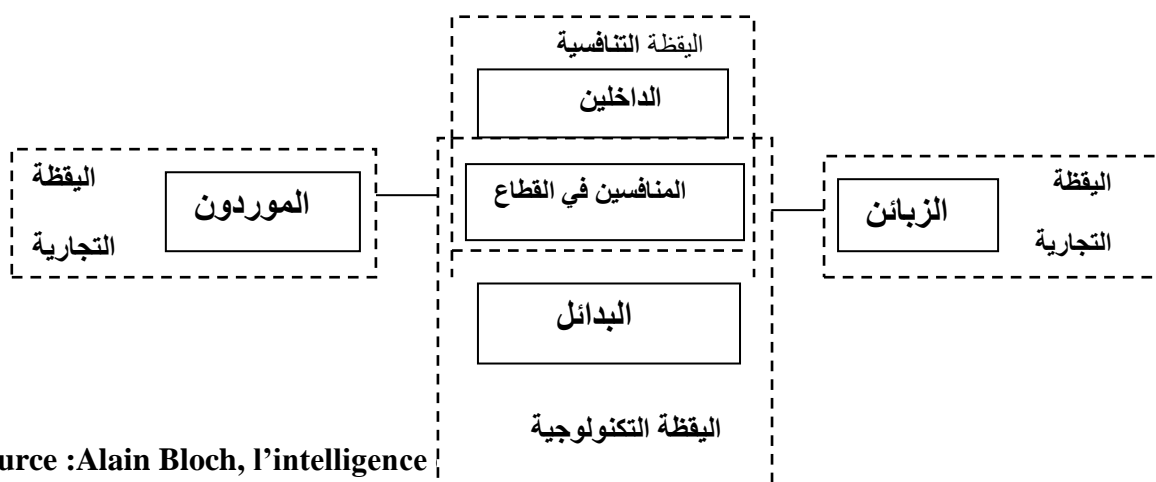 اليقظة التنافسية
الداخلين
المنافسين في القطاع
اليقظة
التجارية
الزبائن
الموردون
اليقظة
التجارية
البدائل
اليقظة التكنولوجية
urce :Alain Bloch, l’intelligence